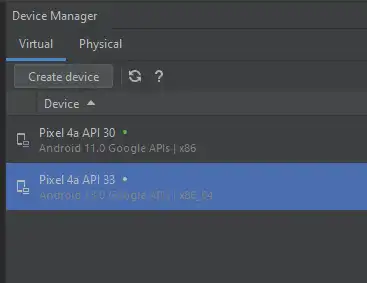 Device Manager
Virtual Physical
Create device ?
Device
Pixel 4a API 30
Android 11.0 Google APIs | x86
Pixel 4a API 33
Android 13.0 Google APIs | x86_64